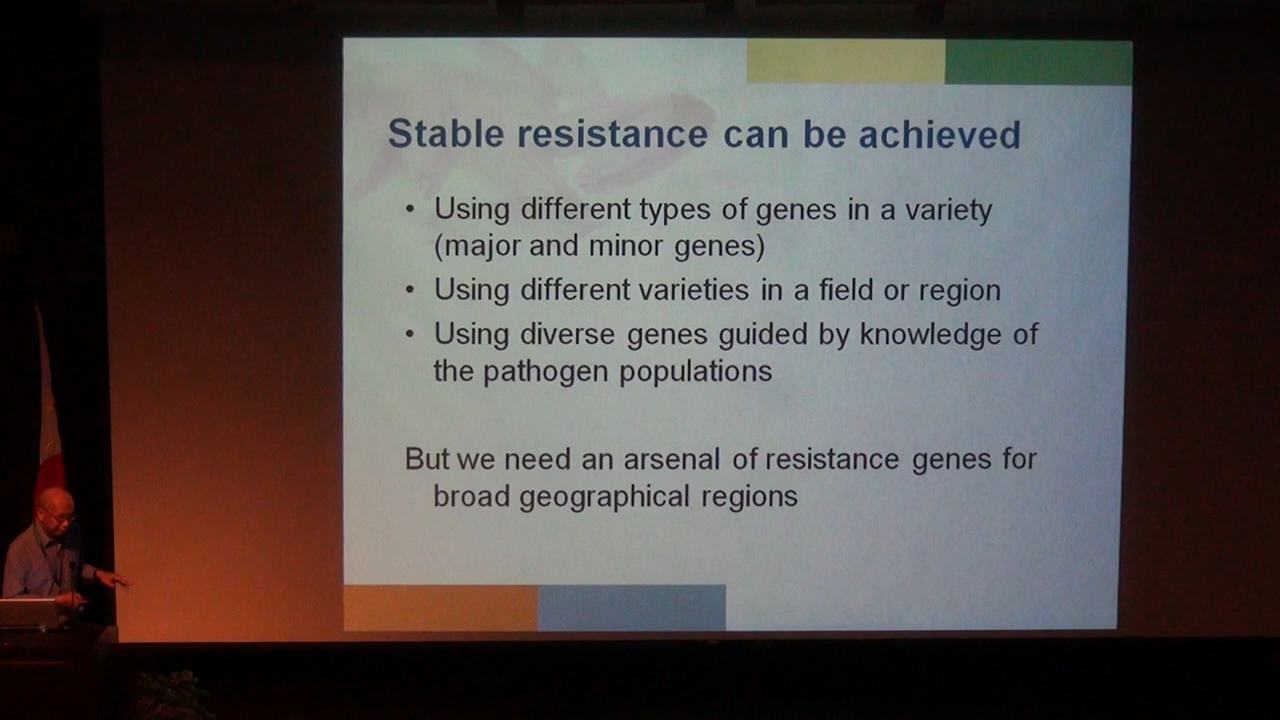 Stable resistance can be achieved
• Using different types of genes in a variety
(major and minor genes)
• Using different varieties in a field or region
• Using diverse genes guided by knowledge of
the pathogen populations
But we need an arsenal of resistance genes for
broad geographical regions